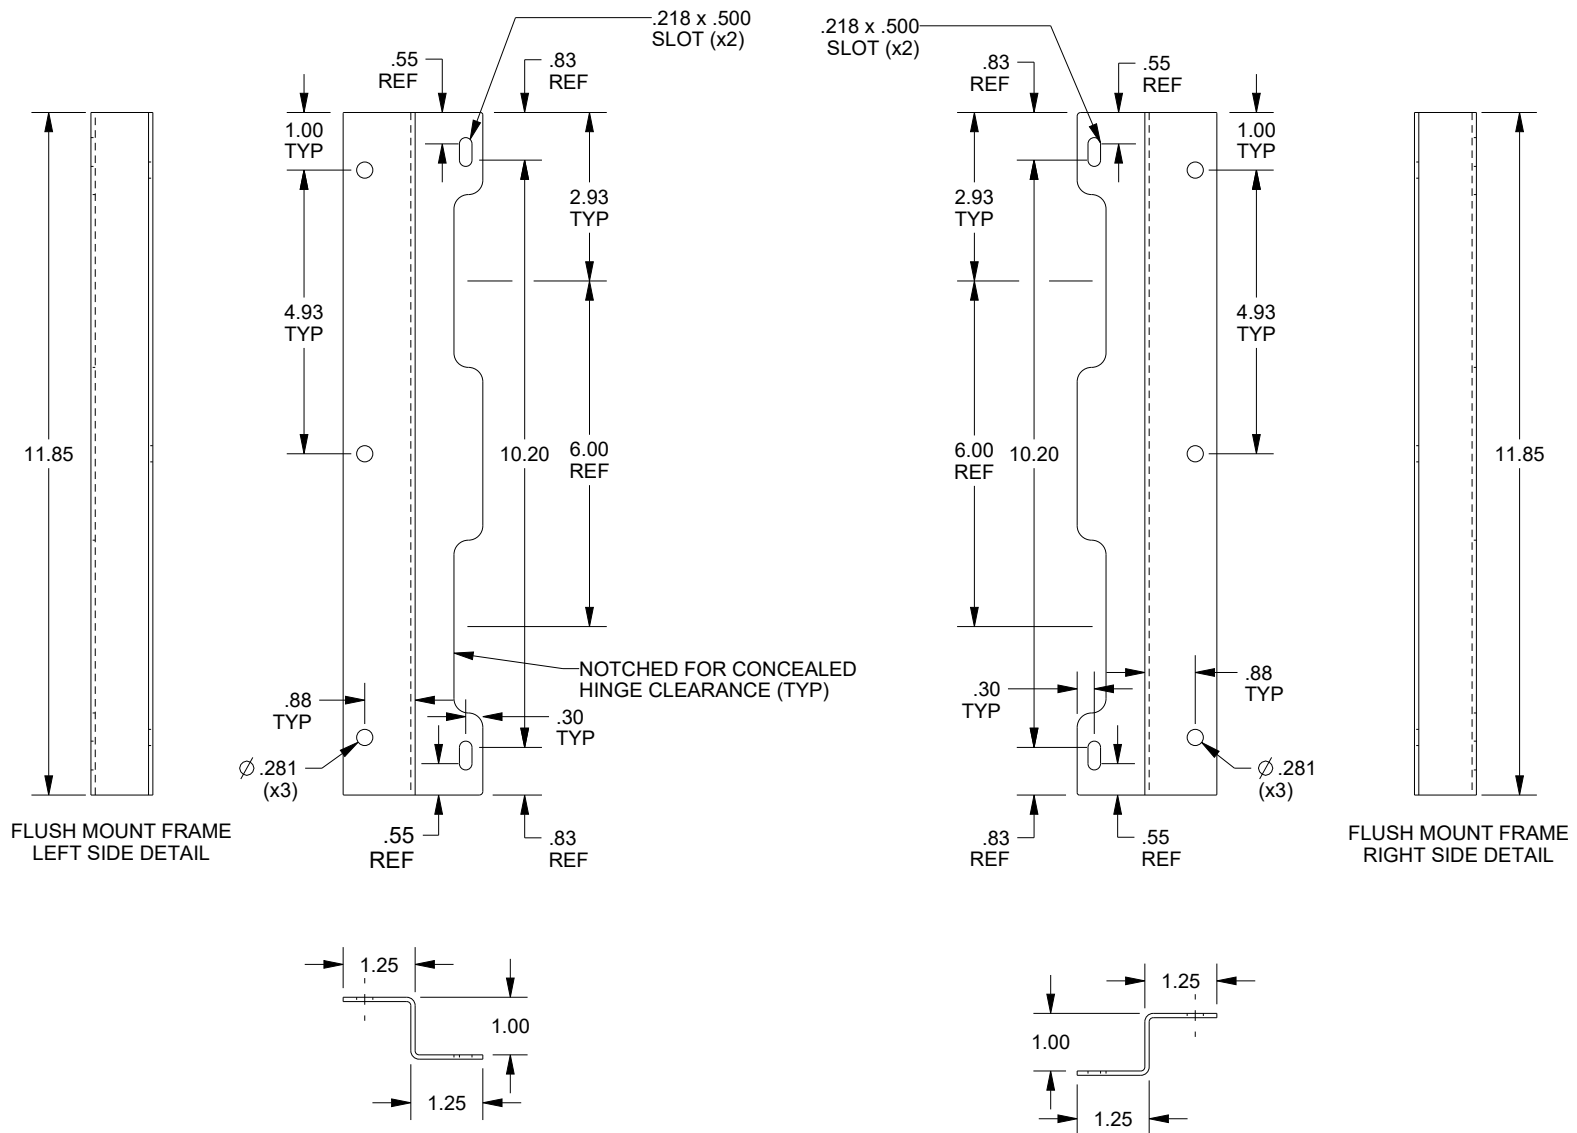 .218 x .500
SLOT (x2)
.55
REF
.83
REF
1.00
TYP
2.93
TYP
4.93
TYP
11.85
10.20
6.00
REF
NOTCHED FOR CONCEALED
HINGE CLEARANCE (TYP)
.88
TYP
.30
TYP
Ø .281
(x3)
.55
REF
.83
REF
FLUSH MOUNT FRAME
LEFT SIDE DETAIL
1.25
1.00
1.25
.218 x .500
SLOT (x2)
.83
REF
.55
REF
1.00
TYP
2.93
TYP
4.93
TYP
6.00
REF
10.20
11.85
.30
TYP
.88
TYP
Ø .281
(x3)
.83
REF
.55
REF
FLUSH MOUNT FRAME
RIGHT SIDE DETAIL
1.25
1.00
1.25